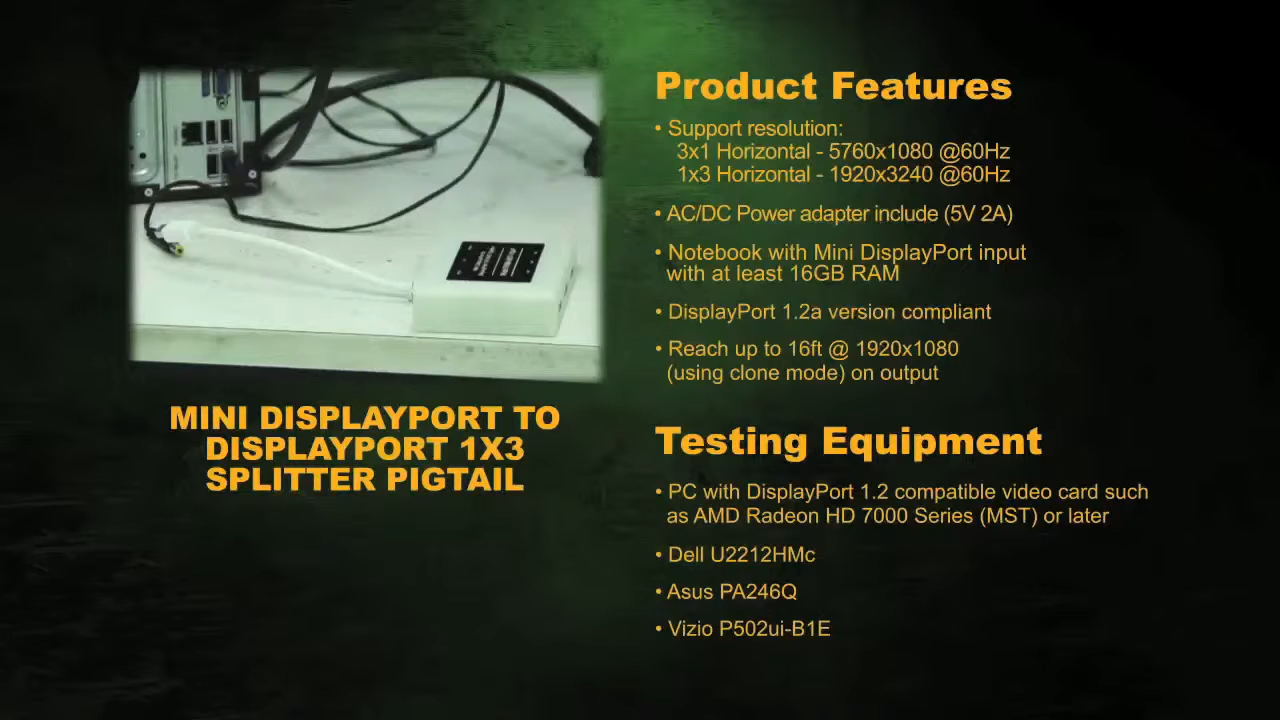 Product Features
• Support resolution:
3x1 Horizontal - 5760x1080 @60Hz
1x3 Horizontal - 1920x3240 @60Hz
• AC/DC Power adapter include (5V 2A)
• Notebook with Mini DisplayPort input
with at least 16GB RAM
• DisplayPort 1.2a version compliant
• Reach up to 16ft @ 1920x1080
(using clone mode) on output
MINI DISPLAYPORT TO
DISPLAYPORT 1X3
SPLITTER PIGTAIL
Testing Equipment
• PC with DisplayPort 1.2 compatible video card such
as AMD Radeon HD 7000 Series (MST) or later
• Dell U2212HMc
• Asus PA246Q
• Vizio P502ui-B1E